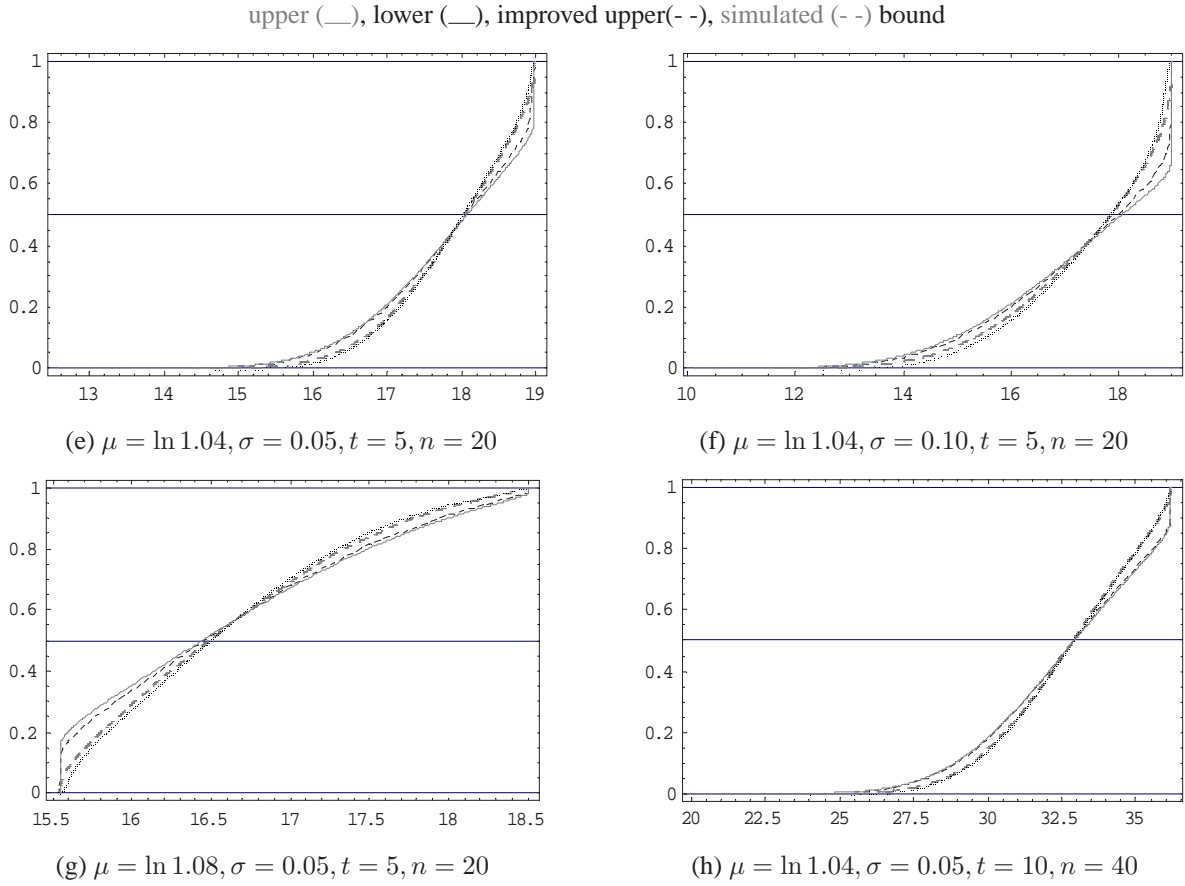 upper (__), lower (__), improved upper(- -), simulated (- -) bound
1
0.8
0.6
0.4
0.2
0
13 14 15 16 17 18 19
(e) μ = ln 1.04, σ = 0.05, t = 5, n = 20
1
0.8
0.6
0.4
0.2
0
10 12 14 16 18
(f) μ = ln 1.04, σ = 0.10, t = 5, n = 20
1
0.8
0.6
0.4
0.2
0
15.5 16 16.5 17 17.5 18 18.5
(g) μ = ln 1.08, σ = 0.05, t = 5, n = 20
1
0.8
0.6
0.4
0.2
0
20 22.5 25 27.5 30 32.5 35
(h) μ = ln 1.04, σ = 0.05, t = 10, n = 40